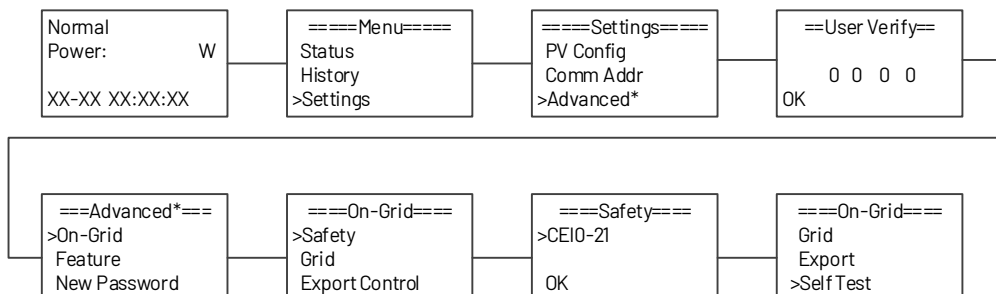 Normal
Power: W
XX-XX XX:XX:XX
=====Menu=====
Status
History
>Settings
=====Settings=====
PV Config
Comm Addr
>Advanced*
==User Verify==
0 0 0 0
OK
===Advanced*===
>On-Grid
Feature
New Password
====On-Grid====
>Safety
Grid
Export Control
====Safety====
>CEI0-21
OK
====On-Grid====
Grid
Export
>Self Test